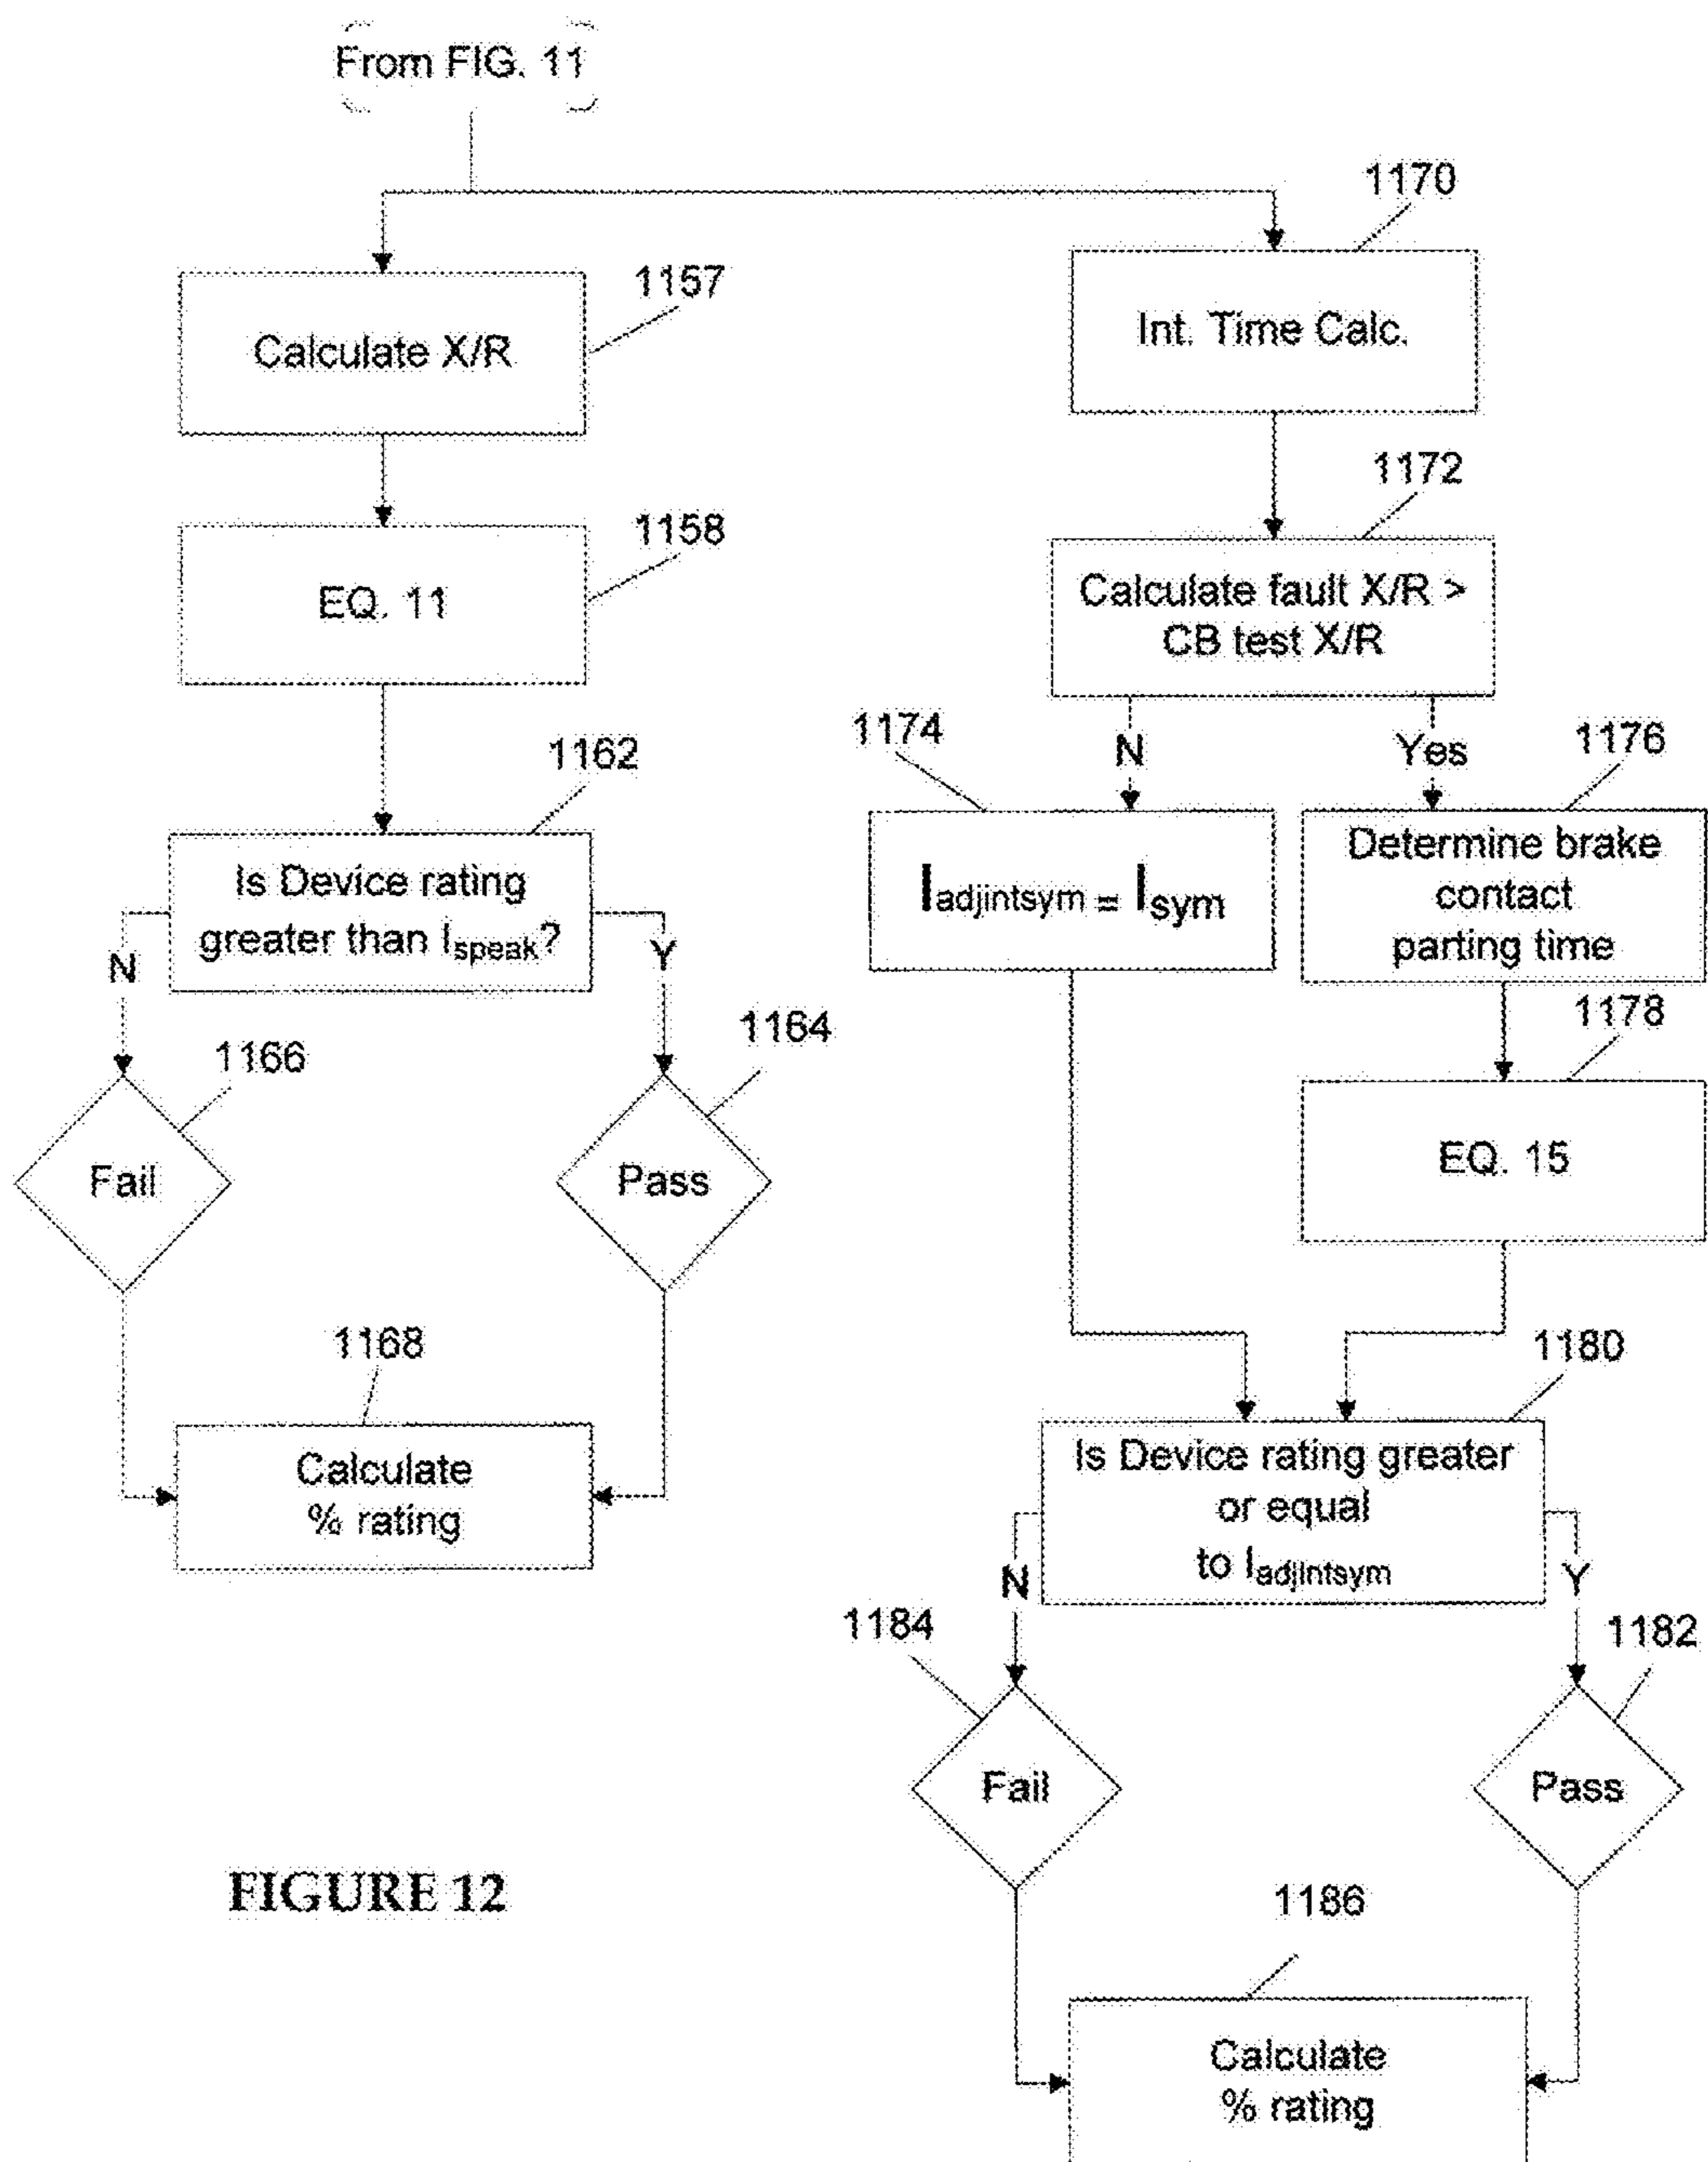 From FIG. 11
1157
Calculate X/R
1158
EQ. 11
1162
Is Device rating
greater than Ispeak?
N
Y
1166
1164
Fail
Pass
1168
Calculate
% rating
1170
Int. Time Calc.
1172
Calculate fault X/R >
CB test X/R
1174
N
Yes
1176
Iadjintsym = Isym
Determine brake
contact
parting time
1178
EQ. 15
1180
Is Device rating greater
or equal
to Iadjintsym
N
Y
1184
1182
Fail
Pass
1186
Calculate
% rating
FIGURE 12